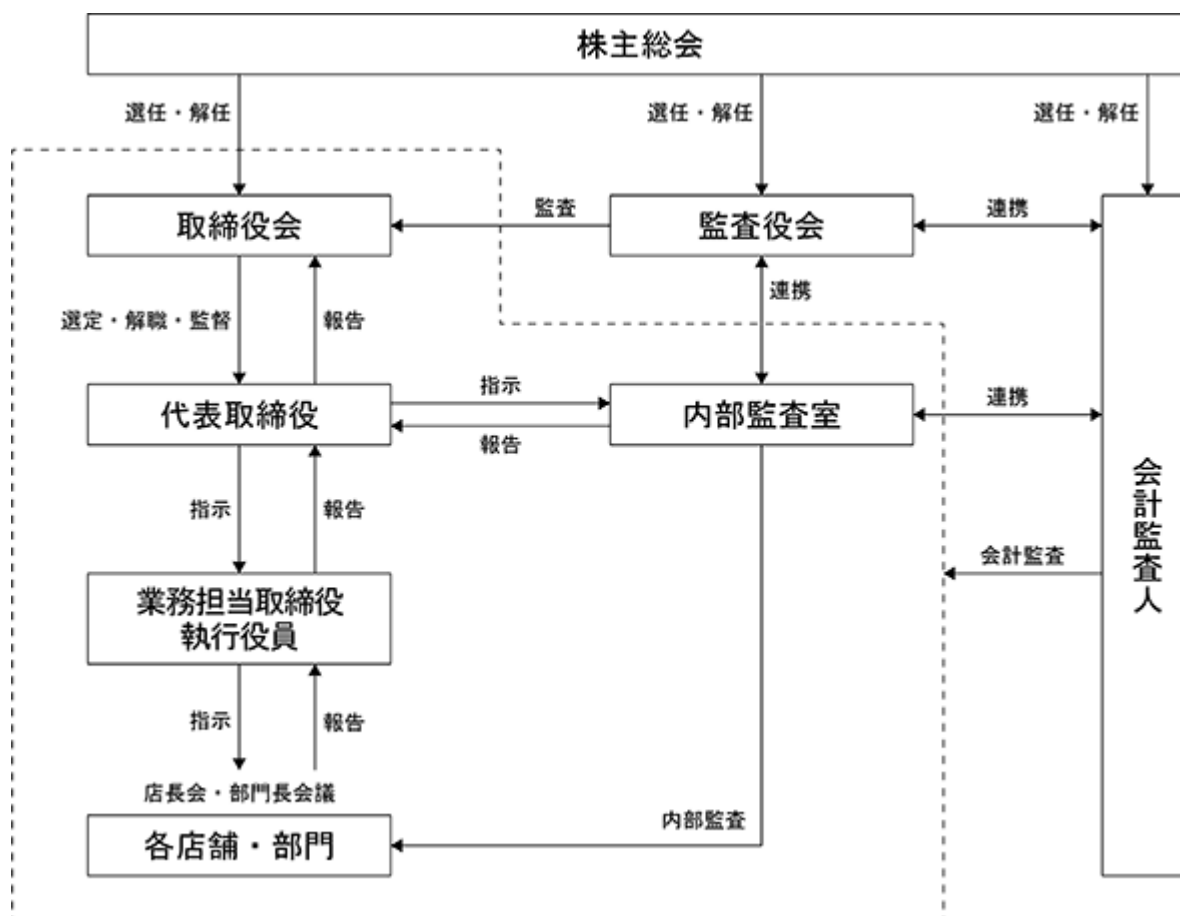 株主総会
選任・解任
選任・解任
選任・解任
取締役会
監査
監査役会
連携
選定・解職・監督
報告
連携
代表取締役
指示
報告
内部監査室
連携
会計監査人
指示
報告
会計監査
業務担当取締役
執行役員
指示
報告
店長会・部門長会議
各店舗・部門
内部監査